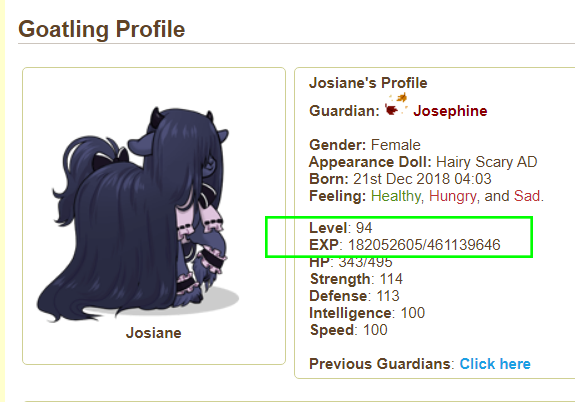 Goatling Profile
Josiane
Josiane's Profile
Guardian: Josephine
Gender: Female
Appearance Doll: Hairy Scary AD
Born: 21st Dec 2018 04:03
Feeling: Healthy, Hungry, and Sad.
Level: 94
EXP: 182052605/461139646
HP: 343/495
Strength: 114
Defense: 113
Intelligence: 100
Speed: 100
Previous Guardians: Click here